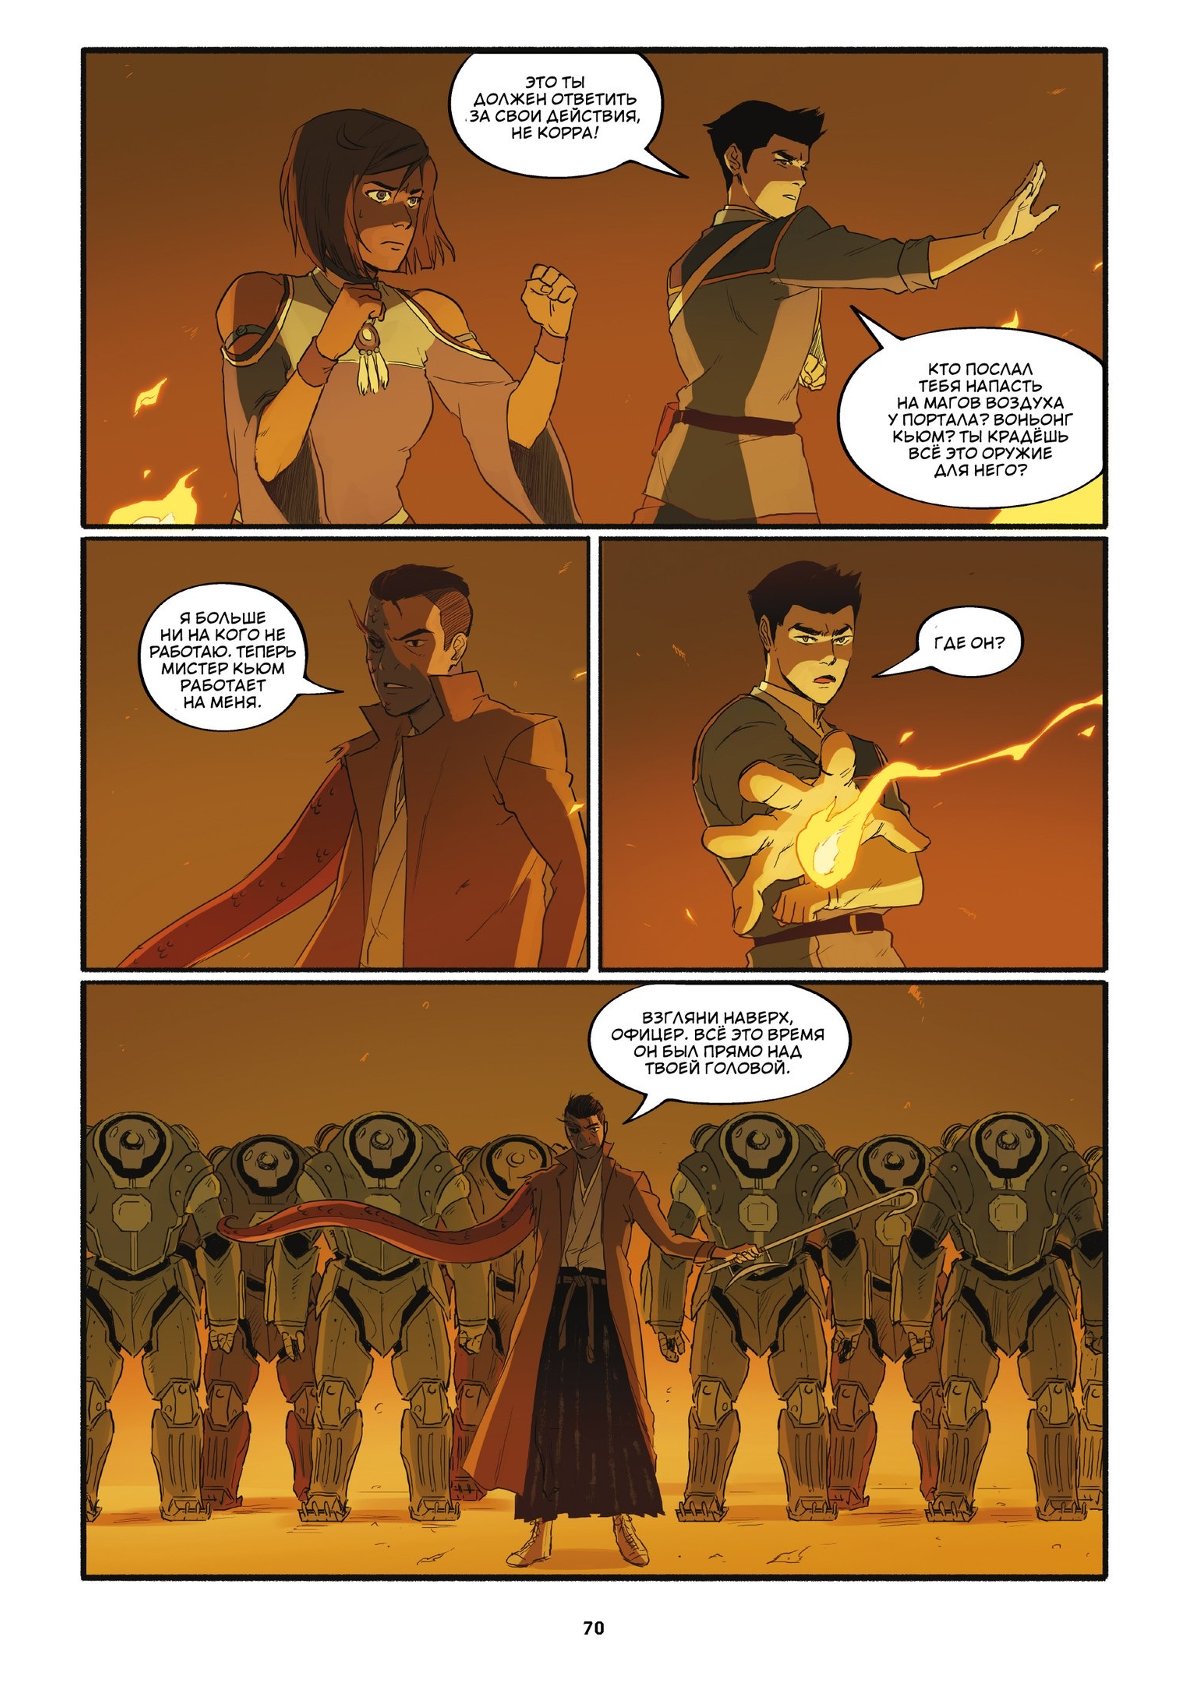 ЭТО ТЫ
ДОЛЖЕН ОТВЕТИТЬ
ЗА СВОИ ДЕЙСТВИЯ,
НЕ КОРРА!
КТО ПОСЛАЛ
ТЕБЯ НАПАСТЬ
НА МАГОВ ВОЗДУХА
У ПОРТАЛА? ВОНЬОНГ
КЬЮМ? ТЫ КРАДЁШЬ
ВСЁ ЭТО ОРУЖИЕ
ДЛЯ НЕГО?
Я БОЛЬШЕ
НИ НА КОГО НЕ
РАБОТАЮ. ТЕПЕРЬ
МИСТЕР КЬЮМ
РАБОТАЕТ
НА МЕНЯ.
ГДЕ ОН?
ВЗГЛЯНИ НАВЕРХ,
ОФИЦЕР. ВСЁ ЭТО ВРЕМЯ
ОН БЫЛ ПРЯМО НАД
ТВОЕЙ ГОЛОВОЙ.
70